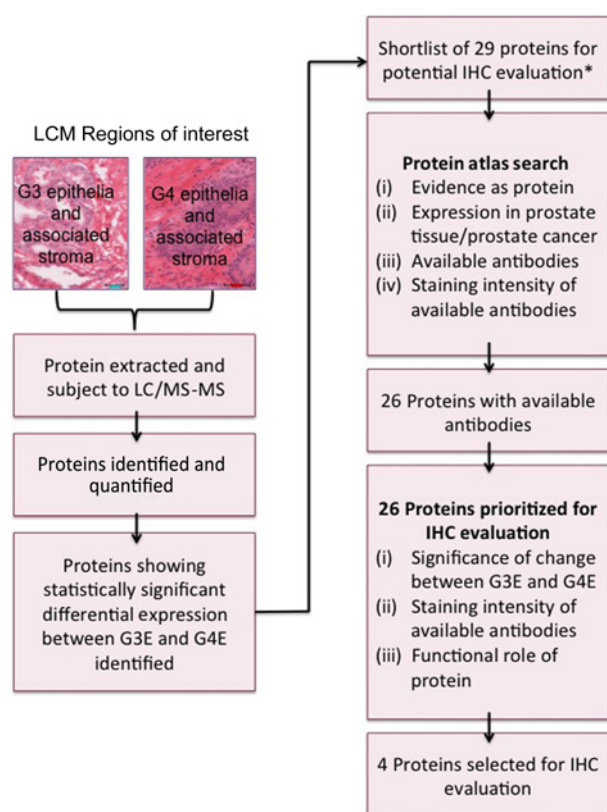 LCM Regions of interest
G3 epithelia
and
associated
stroma
G4 epithelia
and
associated
stroma
Protein extracted and
subject to LC/MS-MS
Proteins identified and
quantified
Proteins showing
statistically significant
differential expression
between G3E and G4E
identified
Shortlist of 29 proteins for
potential IHC evaluation*
Protein atlas search
(i) Evidence as protein
(ii) Expression in prostate
tissue/prostate cancer
(iii) Available antibodies
(iv) Staining intensity of
available antibodies
26 Proteins with available
antibodies
26 Proteins prioritized for
IHC evaluation
(i) Significance of change
between G3E and G4E
(ii) Staining intensity of
available antibodies
(iii) Functional role of
protein
4 Proteins selected for IHC
evaluation